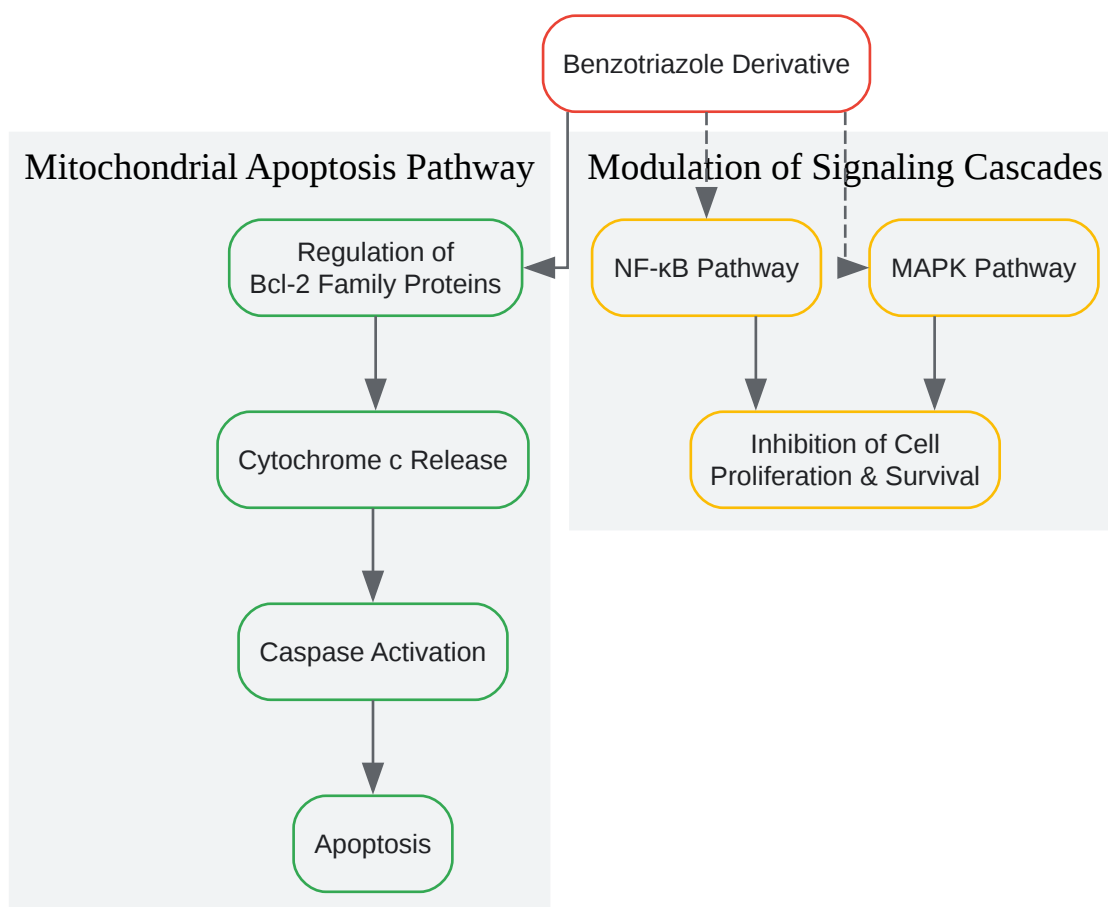 Benzotriazole Derivative
Mitochondrial Apoptosis Pathway
Regulation of
Bcl-2 Family Proteins
Cytochrome c Release
Caspase Activation
Apoptosis
Modulation of Signaling Cascades
NF-κB Pathway
MAPK Pathway
Inhibition of Cell
Proliferation & Survival